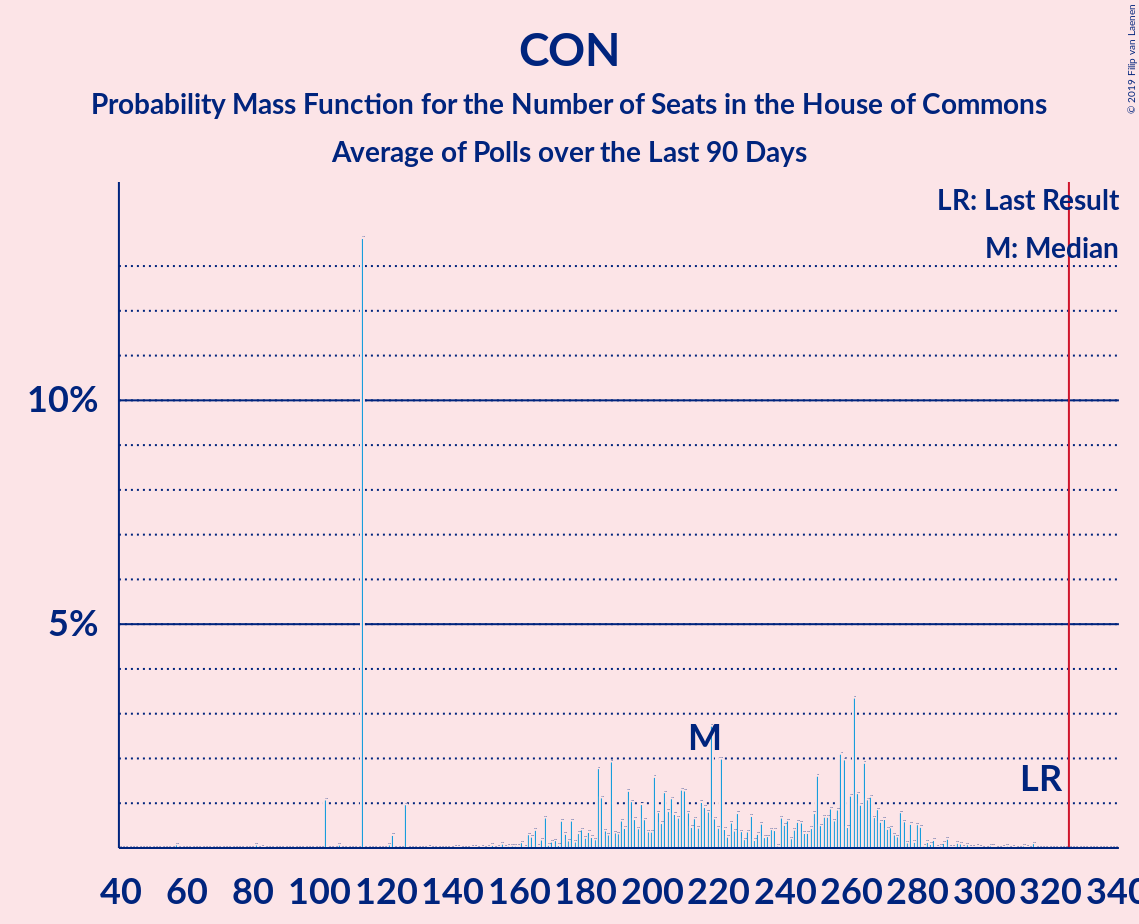 © 2019 Filip van Laenen
CON
Probability Mass Function for the Number of Seats in the House of Commons
Average of Polls over the Last 90 Days
LR: Last Result
M: Median
10%
5%
M
LR
40 60 80 100 120 140 160 180 200 220 240 260 280 300 320 340